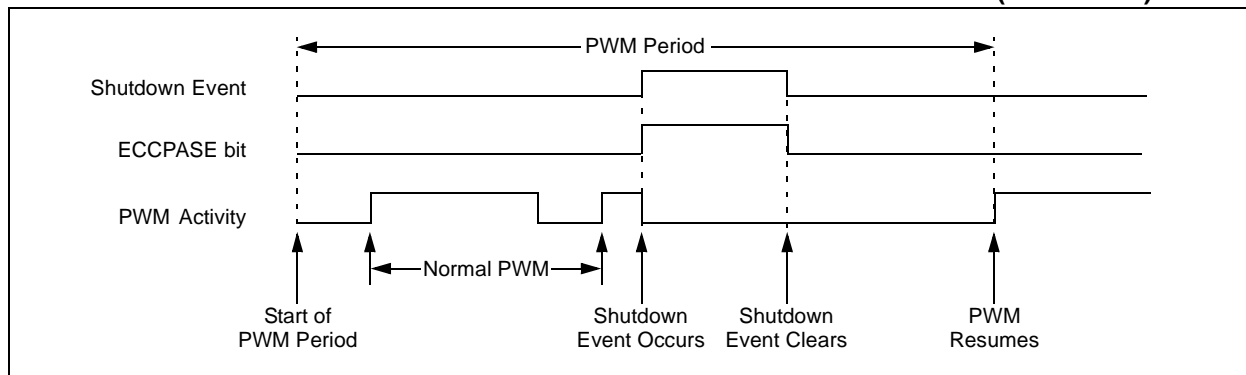 PWM Period
Shutdown Event
ECCPASE bit
PWM Activity
Normal PWM
Start of
PWM Period
Shutdown
Event Occurs
Shutdown
Event Clears
PWM
Resumes